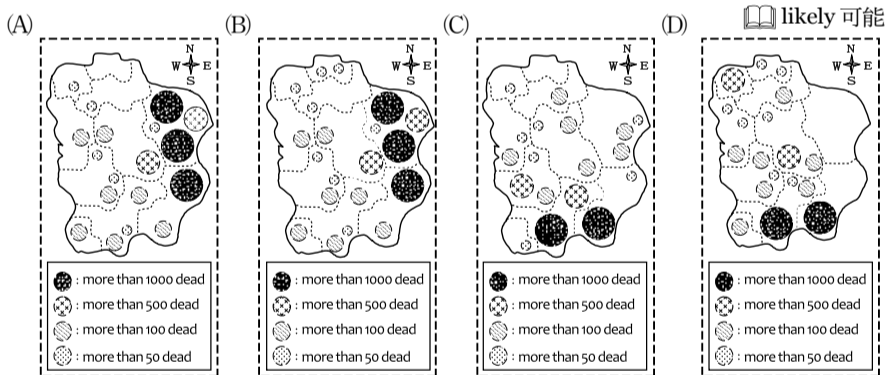 likely 可能
(A) (B) (C) (D)
N
W E
S
N
W E
S
N
W E
S
N
W E
S
: more than 1000 dead
: more than 500 dead
: more than 100 dead
: more than 50 dead
: more than 1000 dead
: more than 500 dead
: more than 100 dead
: more than 50 dead
: more than 1000 dead
: more than 500 dead
: more than 100 dead
: more than 50 dead
: more than 1000 dead
: more than 500 dead
: more than 100 dead
: more than 50 dead